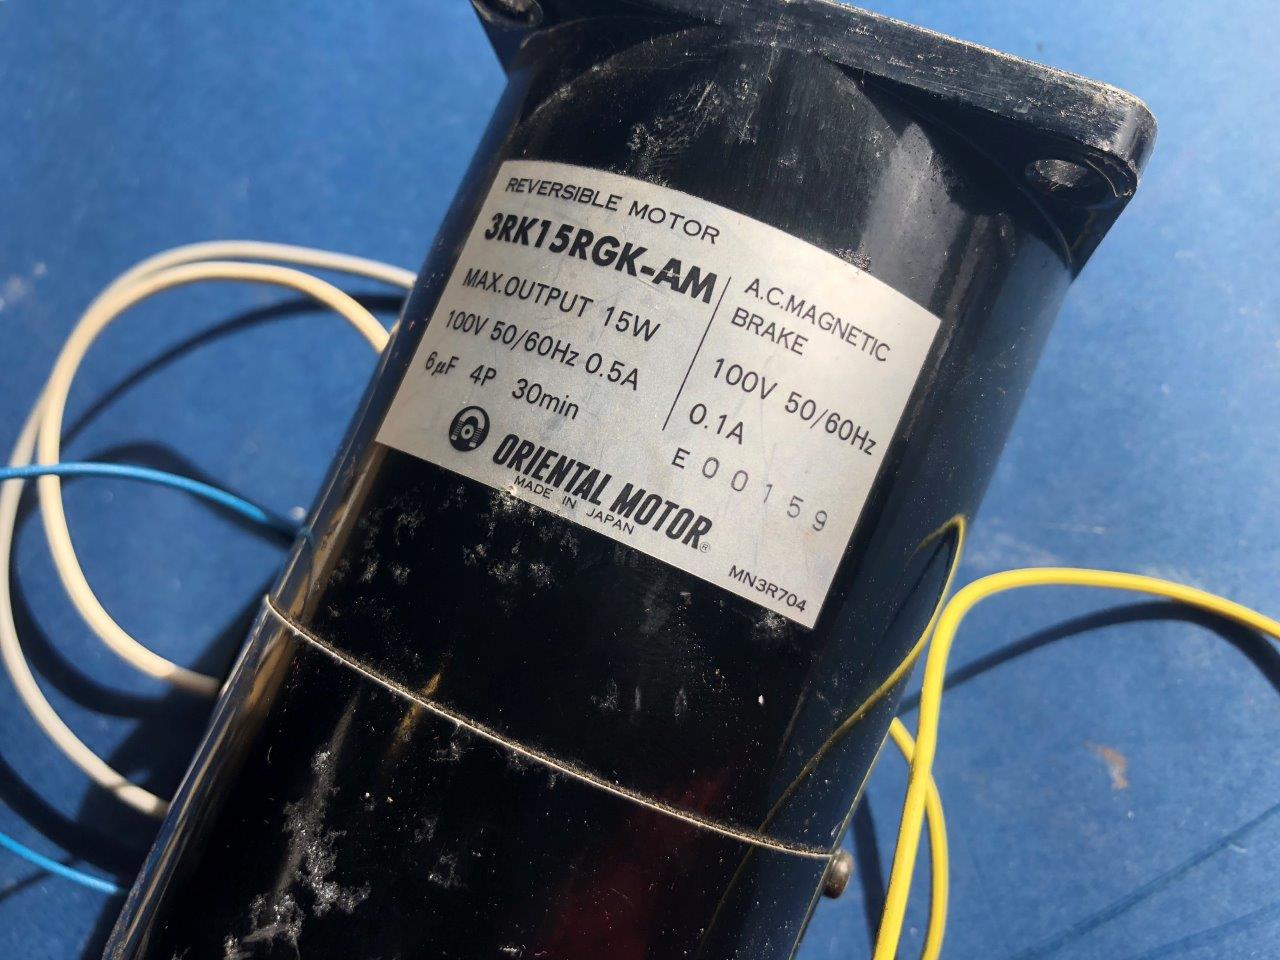 REVERSIBLE MOTOR
3RK15RGK-AM
MAX.OUTPUT 15W
100V 50/60Hz 0.5A
6μF 4P 30min
A.C.MAGNETIC
BRAKE
100V 50/60Hz
0.1A
E00159
ORIENTAL MOTOR®
MADE IN JAPAN
MN3R704